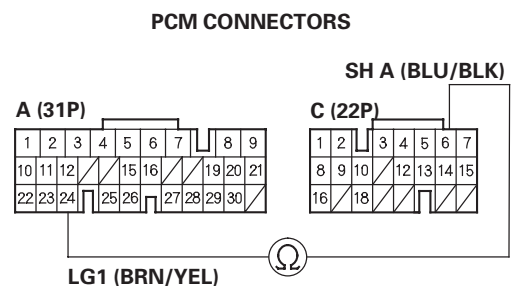 PCM CONNECTORS
SH A (BLU/BLK)
A (31P)
C (22P)
1 2 3 4 5 6 7 8 9
10 11 12 15 16 19 20 21
22 23 24 25 26 27 28 29 30
1 2 3 4 5 6 7
8 9 10 12 13 14 15
16 18
Ω
LG1 (BRN/YEL)